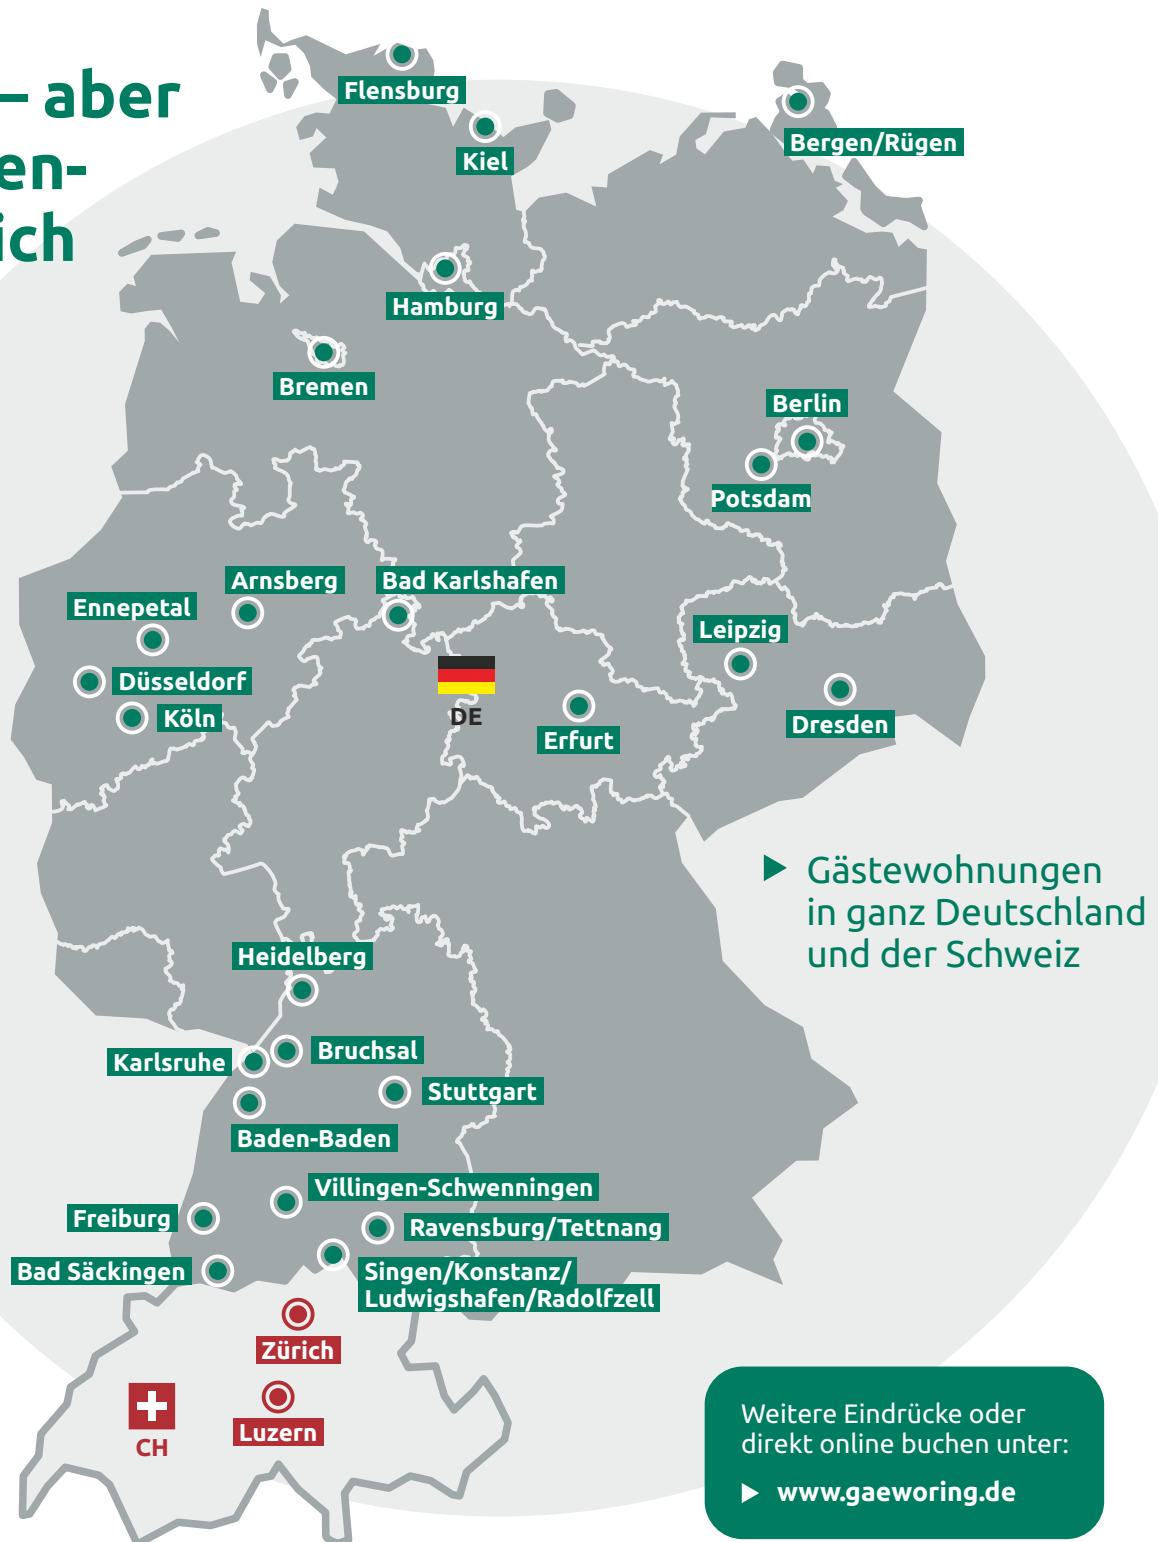 – aber
en-
ich
Flensburg
Kiel
Bergen/Rügen
Hamburg
Bremen
Berlin
Potsdam
Arnsberg
Bad Karlshafen
Ennepetal
Leipzig
Düsseldorf
Köln
DE
Erfurt
Dresden
Gästewohnungen
in ganz Deutschland
und der Schweiz
Heidelberg
Karlsruhe
Bruchsal
Stuttgart
Baden-Baden
Villingen-Schwenningen
Freiburg
Ravensburg/Tettnang
Bad Säckingen
Singen/Konstanz/
Ludwigshafen/Radolfzell
Zürich
Luzern
CH
Weitere Eindrücke oder
direkt online buchen unter:
www.gaeworing.de